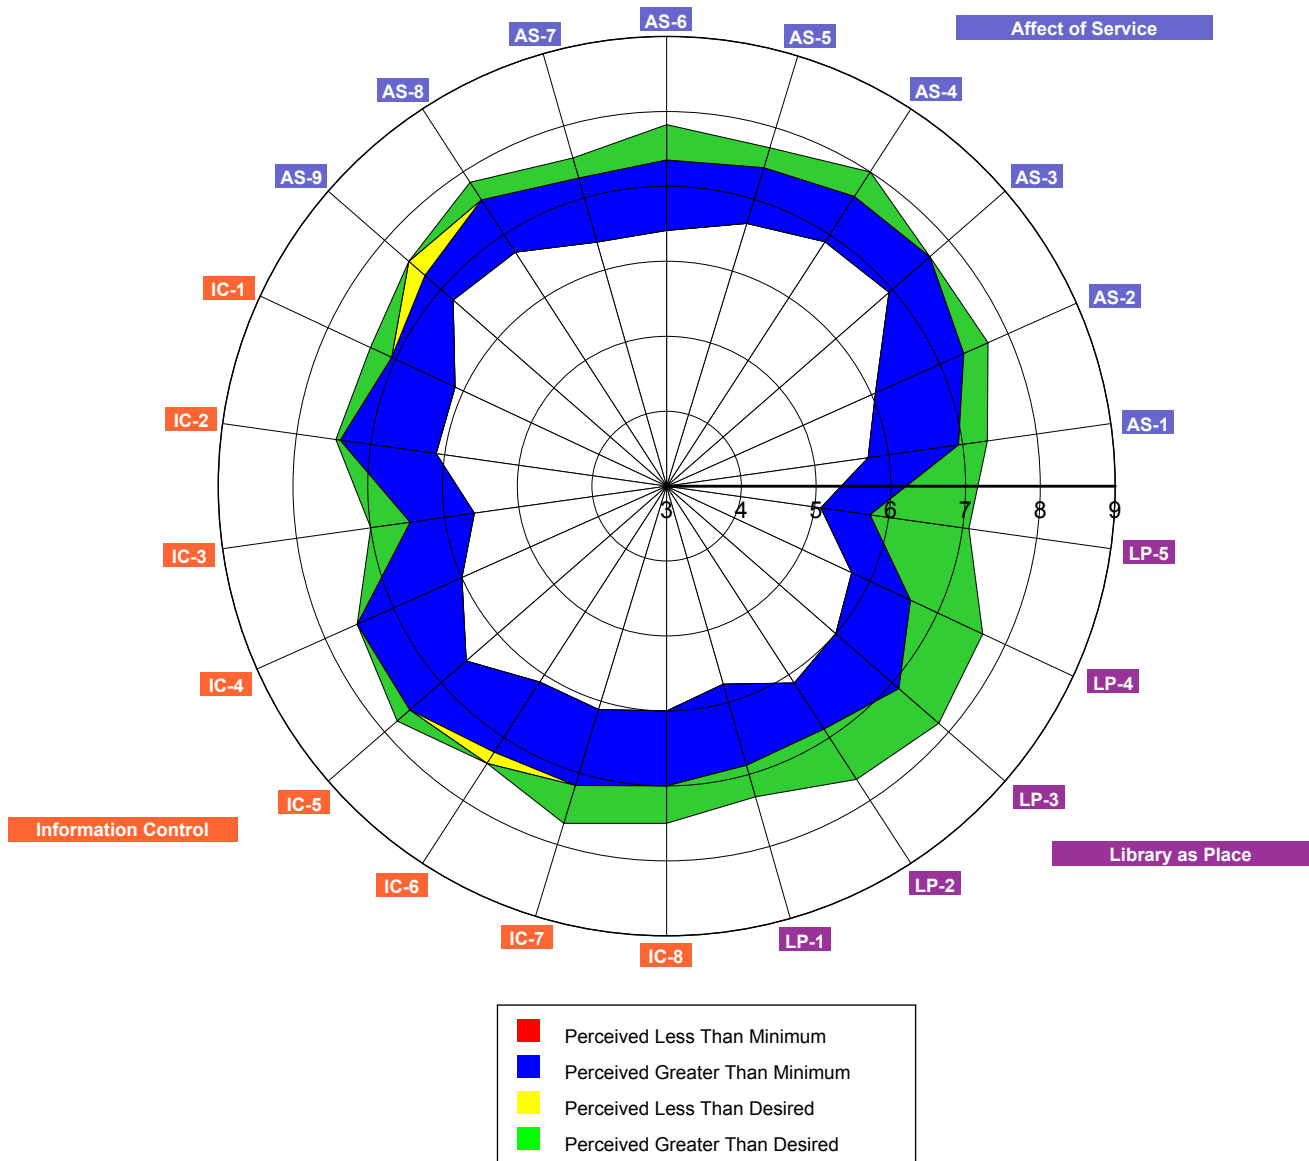 AS-6
Affect of Service
AS-7
AS-5
AS-8
AS-4
AS-9
AS-3
IC-1
AS-2
IC-2
AS-1
3 4 5 6 7 8 9
IC-3
LP-5
IC-4
LP-4
IC-5
LP-3
Information Control
Library as Place
IC-6
LP-2
IC-7
LP-1
IC-8
Perceived Less Than Minimum
Perceived Greater Than Minimum
Perceived Less Than Desired
Perceived Greater Than Desired